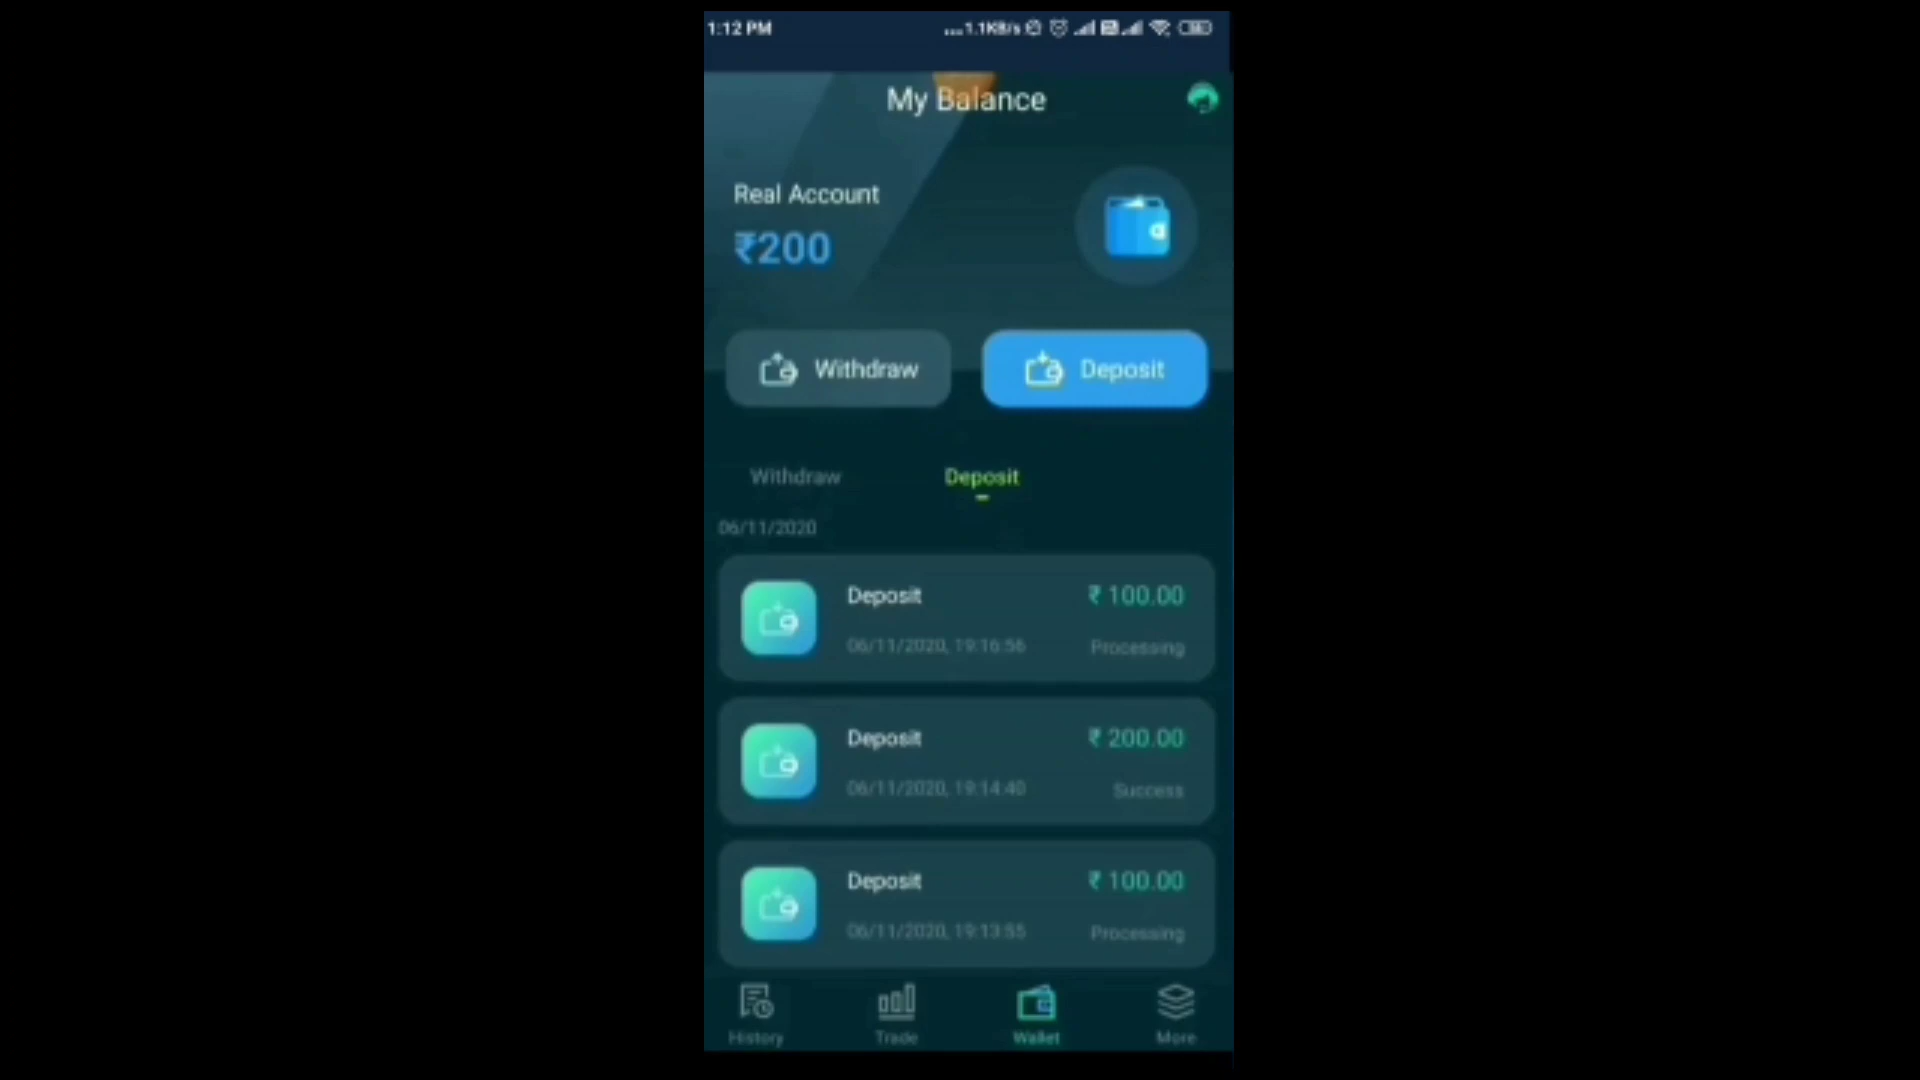 1:12 PM
...1.1KB/s
My Balance
Real Account
₹200
Withdraw
Deposit
Withdraw
Deposit
06/11/2020
Deposit
₹ 100.00
06/11/2020, 19:16:56
Processing
Deposit
₹ 200.00
06/11/2020, 19:14:40
Success
Deposit
₹ 100.00
06/11/2020, 19:13:55
Processing
History
Trade
Wallet
More